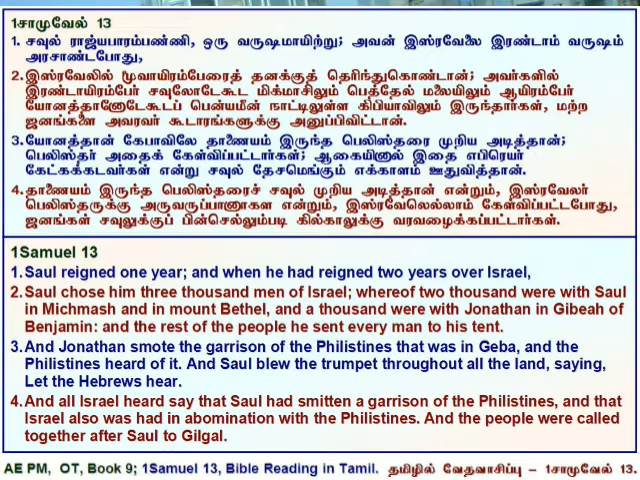 1சாமுவேல் 13
1. சவுல் ராஜ்யபாரம்பண்ணி, ஒரு வருஷமாயிற்று; அவன் இஸ்ரவேலை இரண்டாம் வருஷம்
அரசாண்டபோது,
2. இஸ்ரவேலில் மூவாயிரம்பேரைத் தனக்குத் தெரிந்துகொண்டான்; அவர்களில்
இரண்டாயிரம்பேர் சவுலோடேகூட மிக்மாசிலும் பெத்தேல் மலையிலும் ஆயிரம்பேர்
யோனத்தானோடேகூடப் பென்யமீன் நாட்டிலுள்ள கிபியாவிலும் இருந்தார்கள், மற்ற
ஜனங்களை அவரவர் கூடாரங்களுக்கு அனுப்பிவிட்டான்.
3. யோனத்தான் கேபாவிலே தாணையம் இருந்த பெலிஸ்தரை முறிய அடித்தான்;
பெலிஸ்தர் அதைக் கேள்விப்பட்டார்கள்; ஆகையினால் இதை எபிரெயர்
கேட்கக்கடவர்கள் என்று சவுல் தேசமெங்கும் எக்காளம் ஊதுவித்தான்.
4. தாணையம் இருந்த பெலிஸ்தரைச் சவுல் முறிய அடித்தான் என்றும், இஸ்ரவேலர்
பெலிஸ்தருக்கு அருவருப்பானாகள என்றும், இஸ்ரவேலெல்லாம் கேள்விப்பட்டபோது,
ஜனங்கள் சவுலுக்குப் பின்செல்லும்படி கில்காலுக்கு வரவழைக்கப்பட்டார்கள்.
1Samuel 13
1. Saul reigned one year; and when he had reigned two years over Israel,
2. Saul chose him three thousand men of Israel; whereof two thousand were with Saul
in Michmash and in mount Bethel, and a thousand were with Jonathan in Gibeah of
Benjamin: and the rest of the people he sent every man to his tent.
3. And Jonathan smote the garrison of the Philistines that was in Geba, and the
Philistines heard of it. And Saul blew the trumpet throughout all the land, saying,
Let the Hebrews hear.
4. And all Israel heard say that Saul had smitten a garrison of the Philistines, and that
Israel also was had in abomination with the Philistines. And the people were called
together after Saul to Gilgal.
AE PM, OT, Book 9; 1Samuel 13, Bible Reading in Tamil. தமிழில் வேதவாசிப்பு – 1சாமுவேல் 13.